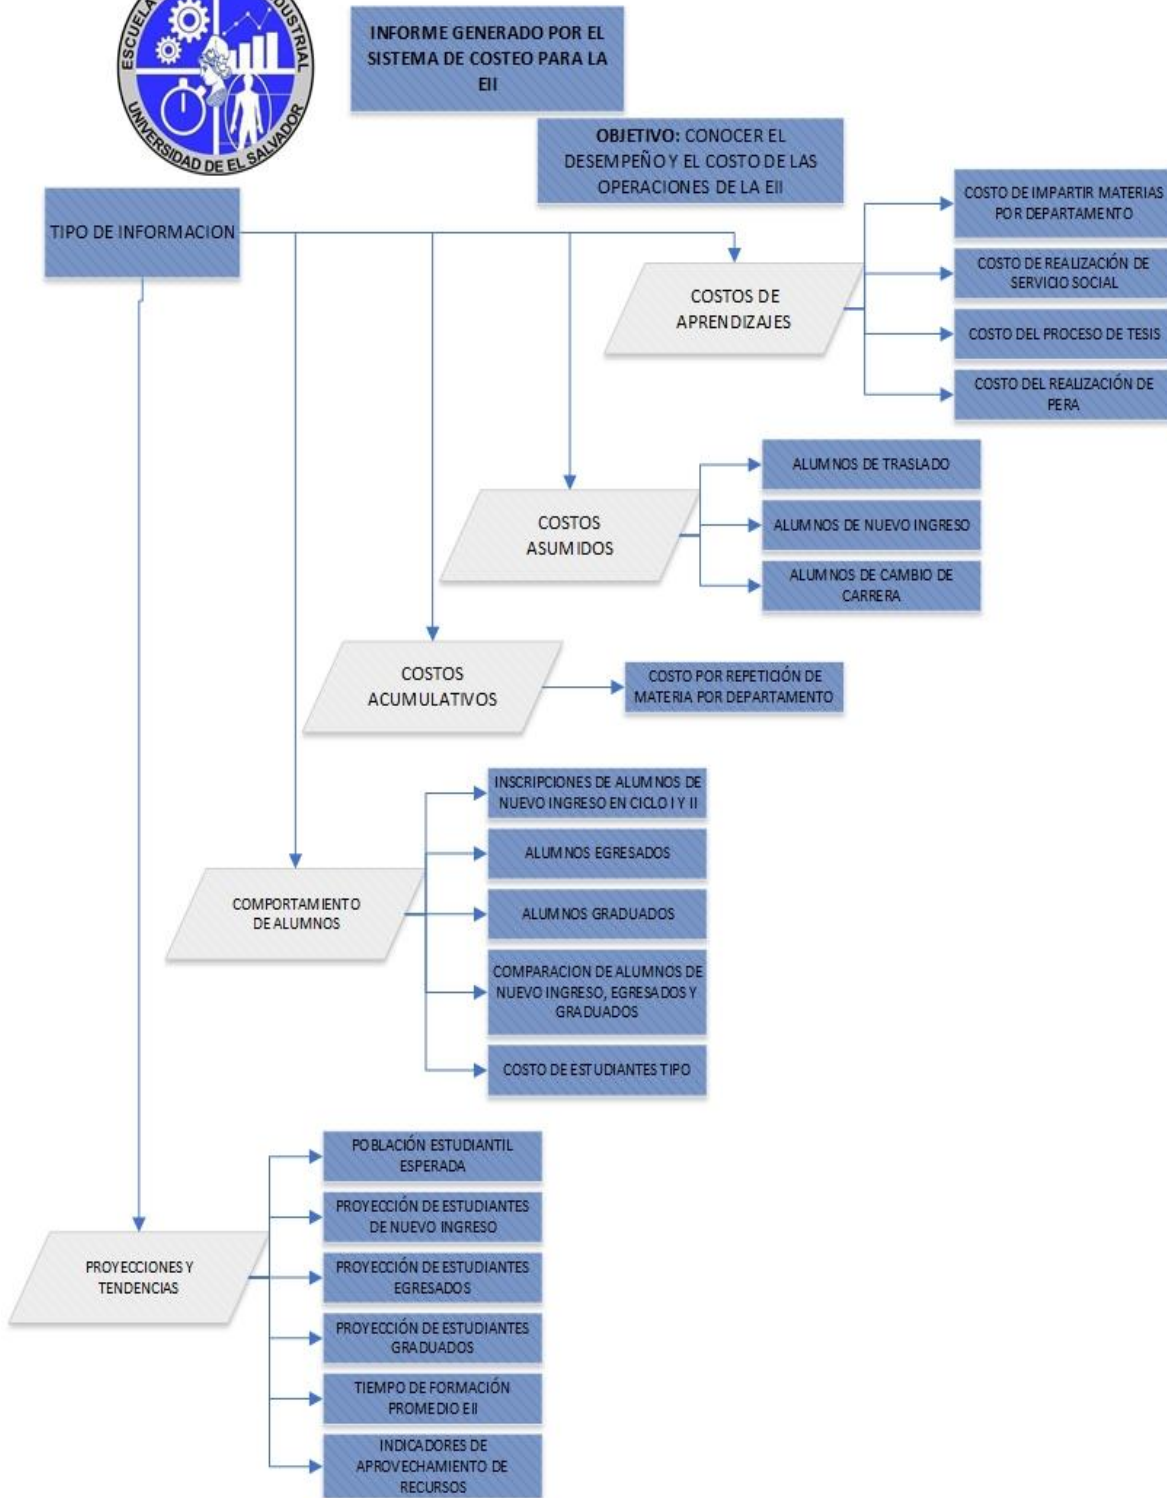 ESCUELA
USTRIAL
UNIVERSIDAD DE EL SALVADOR
INFORME GENERADO POR EL
SISTEMA DE COSTEO PARA LA
EII
OBJETIVO: CONOCER EL
DESEMPEÑO Y EL COSTO DE LAS
OPERACIONES DE LA EII
TIPO DE INFORMACION
COSTOS DE
APRENDIZAJES
COSTO DE IMPARTIR MATERIAS
POR DEPARTAMENTO
COSTO DE REALIZACIÓN DE
SERVICIO SOCIAL
COSTO DEL PROCESO DE TESIS
COSTO DEL REALIZACIÓN DE
PERA
COSTOS
ASUMIDOS
ALUMNOS DE TRASLADO
ALUMNOS DE NUEVO INGRESO
ALUMNOS DE CAMBIO DE
CARRERA
COSTOS
ACUMULATIVOS
COSTO POR REPETICIÓN DE
MATERIA POR DEPARTAMENTO
COMPORTAMIENTO
DE ALUMNOS
INSCRIPCIONES DE ALUMNOS DE
NUEVO INGRESO EN CICLO I Y II
ALUMNOS EGRESADOS
ALUMNOS GRADUADOS
COMPARACION DE ALUMNOS DE
NUEVO INGRESO, EGRESADOS Y
GRADUADOS
COSTO DE ESTUDIANTES TIPO
PROYECCIONES Y
TENDENCIAS
POBLACIÓN ESTUDIANTIL
ESPERADA
PROYECCIÓN DE ESTUDIANTES
DE NUEVO INGRESO
PROYECCIÓN DE ESTUDIANTES
EGRESADOS
PROYECCIÓN DE ESTUDIANTES
GRADUADOS
TIEMPO DE FORMACIÓN
PROMEDIO EII
INDICADORES DE
APROVECHAMIENTO DE
RECURSOS